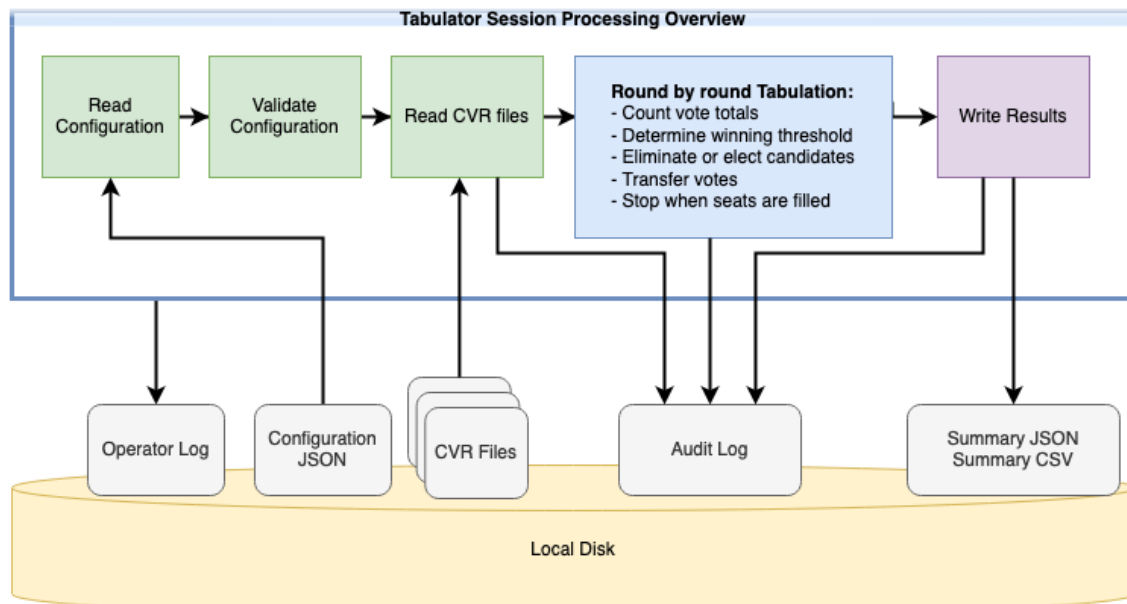 Tabulator Session Processing Overview
Read
Configuration
Validate
Configuration
Read CVR files
Round by round Tabulation:
- Count vote totals
- Determine winning threshold
- Eliminate or elect candidates
- Transfer votes
- Stop when seats are filled
Write Results
Operator Log
Configuration
JSON
CVR Files
Audit Log
Summary JSON
Summary CSV
Local Disk